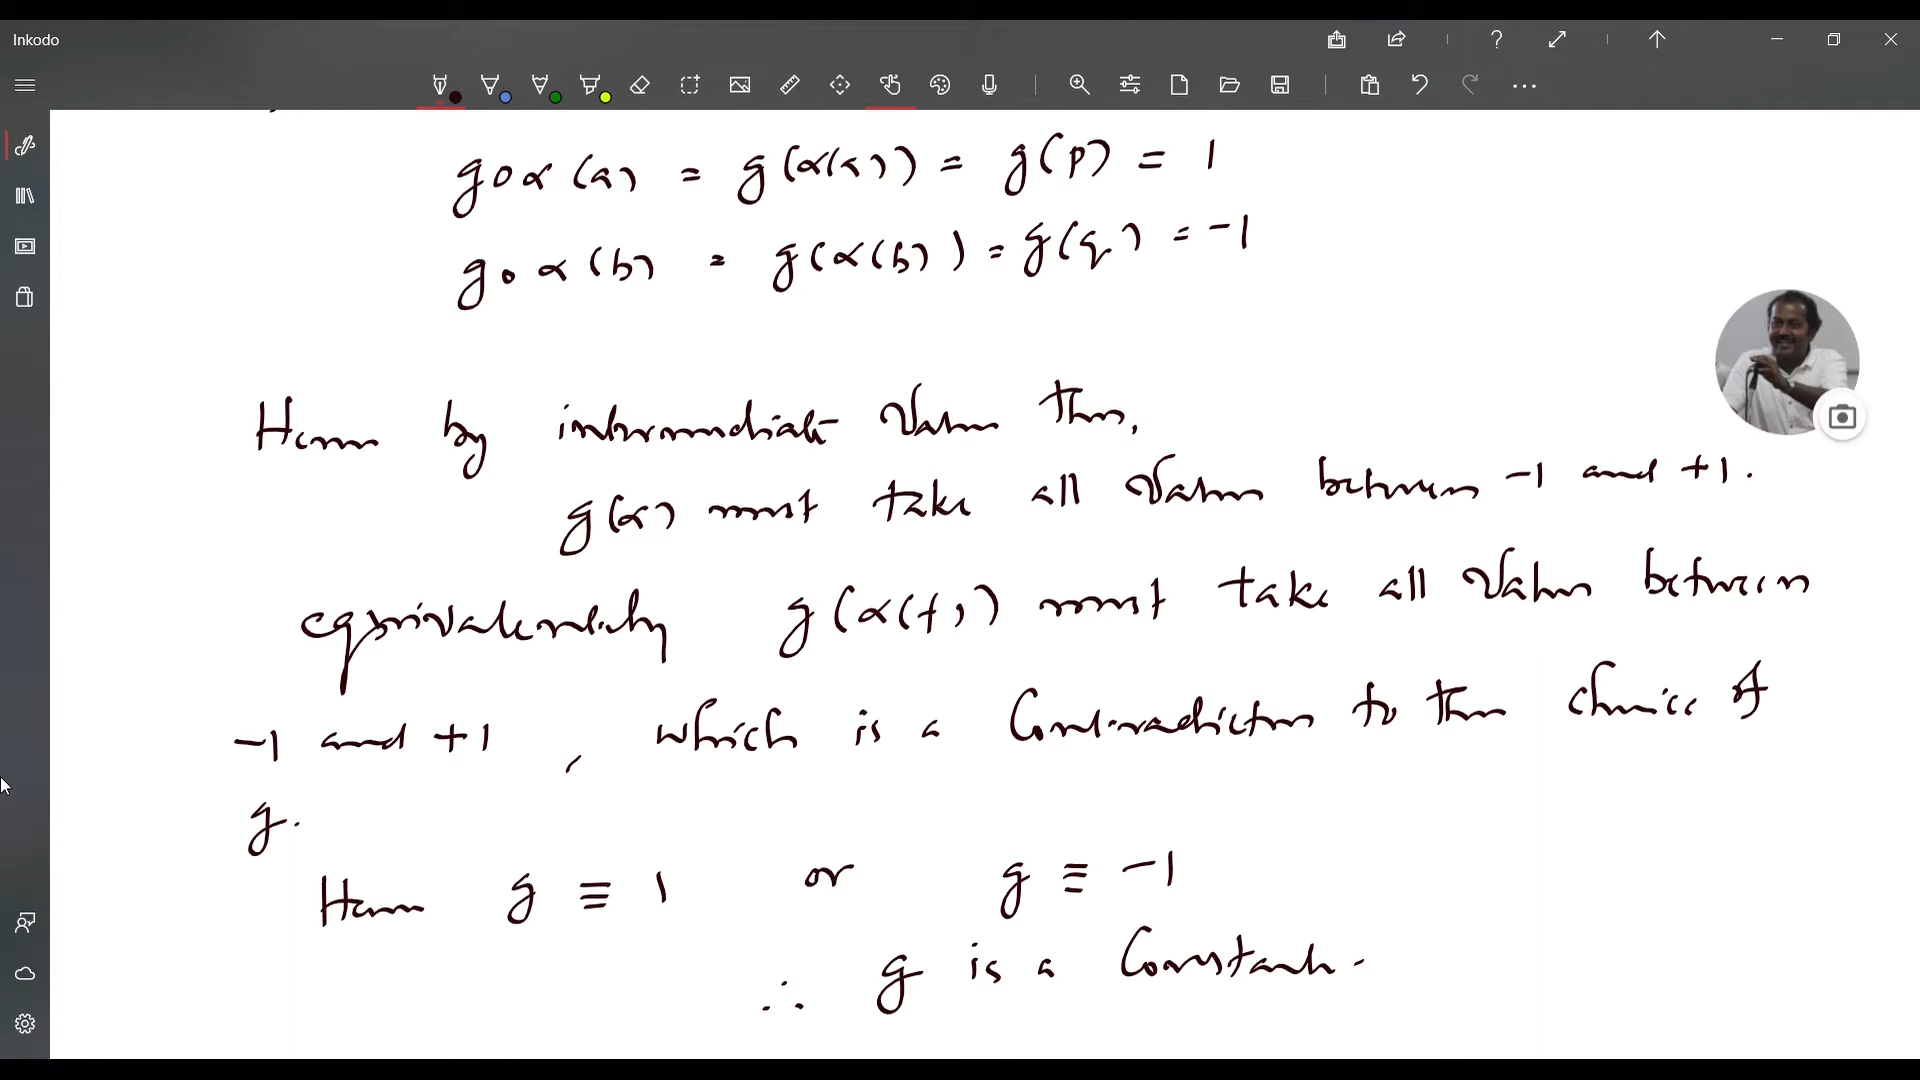 Inkodo
g∘α(a) = g(α(a)) = g(p) = 1
g∘α(b) = g(α(b)) = g(q) = -1
Hence by intermediate Value Thm,
g(α) must take all Values between -1 and +1.
equivalently g(α(t)) must take all Values between
-1 and +1, which is a Contradiction to the choice of
g.
Hence g ≡ 1 or g ≡ -1
∴ g is a Constant.